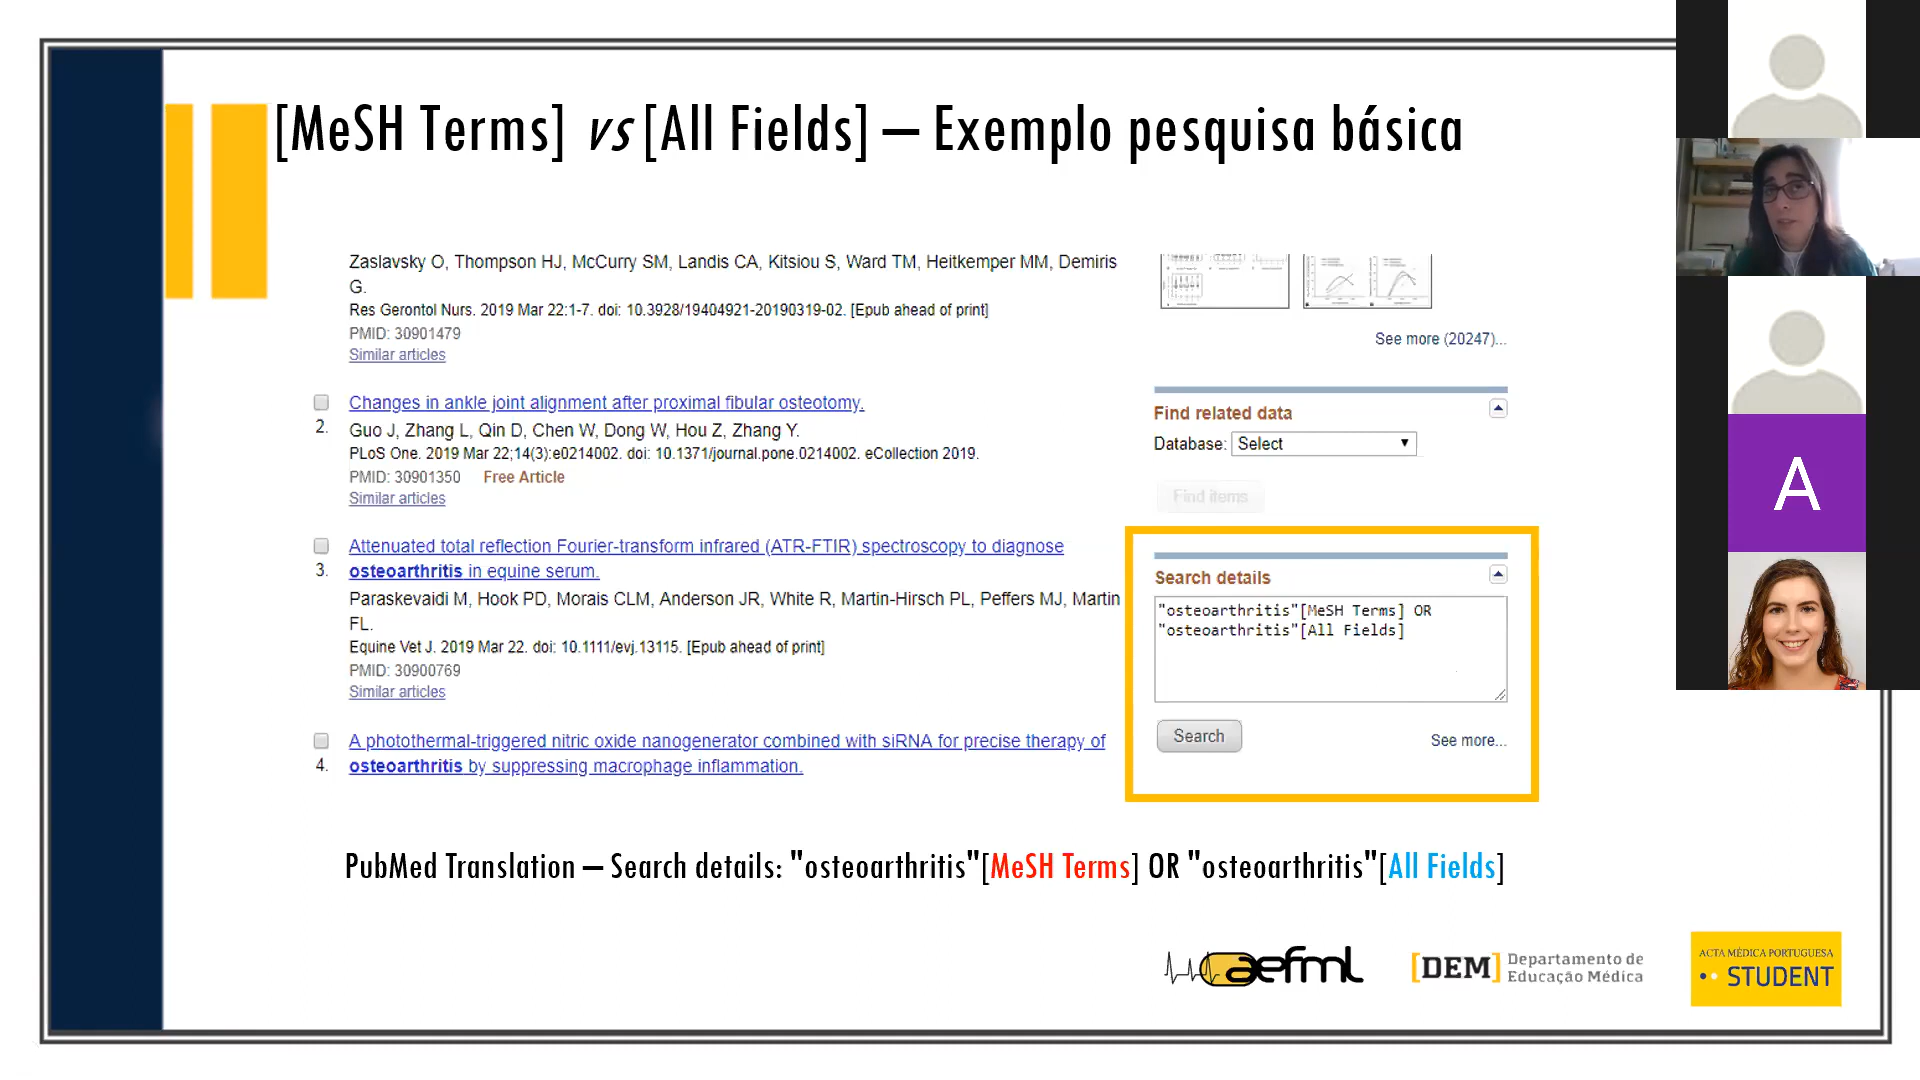 [MeSH Terms] vs [All Fields] – Exemplo pesquisa básica
Zaslavsky O, Thompson HJ, McCurry SM, Landis CA, Kitsiou S, Ward TM, Heitkemper MM, Demiris
G.
Res Gerontol Nurs. 2019 Mar 22:1-7. doi: 10.3928/19404921-20190319-02. [Epub ahead of print]
PMID: 30901479
Similar articles
Changes in ankle joint alignment after proximal fibular osteotomy.
2.
Guo J, Zhang L, Qin D, Chen W, Dong W, Hou Z, Zhang Y.
PLoS One. 2019 Mar 22;14(3):e0214002. doi: 10.1371/journal.pone.0214002. eCollection 2019.
PMID: 30901350 Free Article
Similar articles
Attenuated total reflection Fourier-transform infrared (ATR-FTIR) spectroscopy to diagnose
3. osteoarthritis in equine serum.
Paraskevaidi M, Hook PD, Morais CLM, Anderson JR, White R, Martin-Hirsch PL, Peffers MJ, Martin
FL.
Equine Vet J. 2019 Mar 22. doi: 10.1111/evj.13115. [Epub ahead of print]
PMID: 30900769
Similar articles
A photothermal-triggered nitric oxide nanogenerator combined with siRNA for precise therapy of
4. osteoarthritis by suppressing macrophage inflammation.
See more (20247)...
Find related data
Database: Select
Find items
Search details
"osteoarthritis"[MeSH Terms] OR
"osteoarthritis"[All Fields]
Search
See more...
PubMed Translation – Search details: "osteoarthritis"[MeSH Terms] OR "osteoarthritis"[All Fields]
aefml
[DEM] Departamento de
Educação Médica
ACTA MÉDICA PORTUGUESA
STUDENT
A